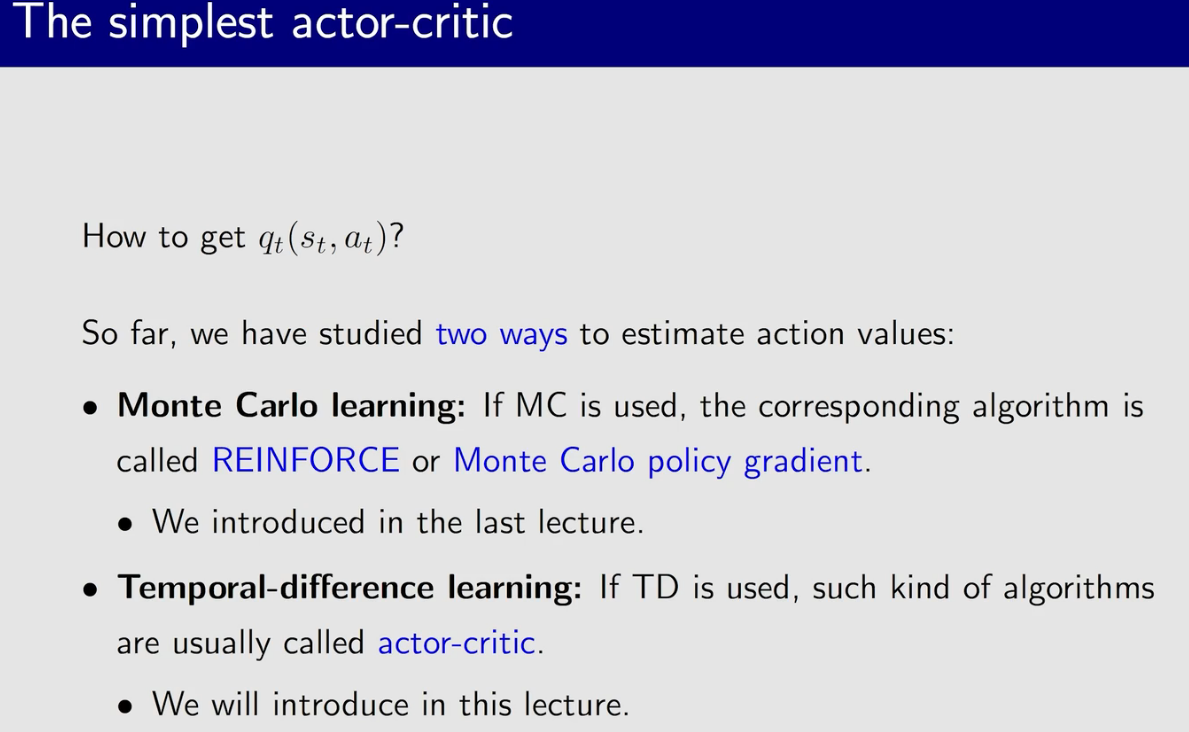 The simplest actor-critic
How to get qₜ(sₜ, aₜ)?
So far, we have studied two ways to estimate action values:
• Monte Carlo learning: If MC is used, the corresponding algorithm is
called REINFORCE or Monte Carlo policy gradient.
• We introduced in the last lecture.
• Temporal-difference learning: If TD is used, such kind of algorithms
are usually called actor-critic.
• We will introduce in this lecture.